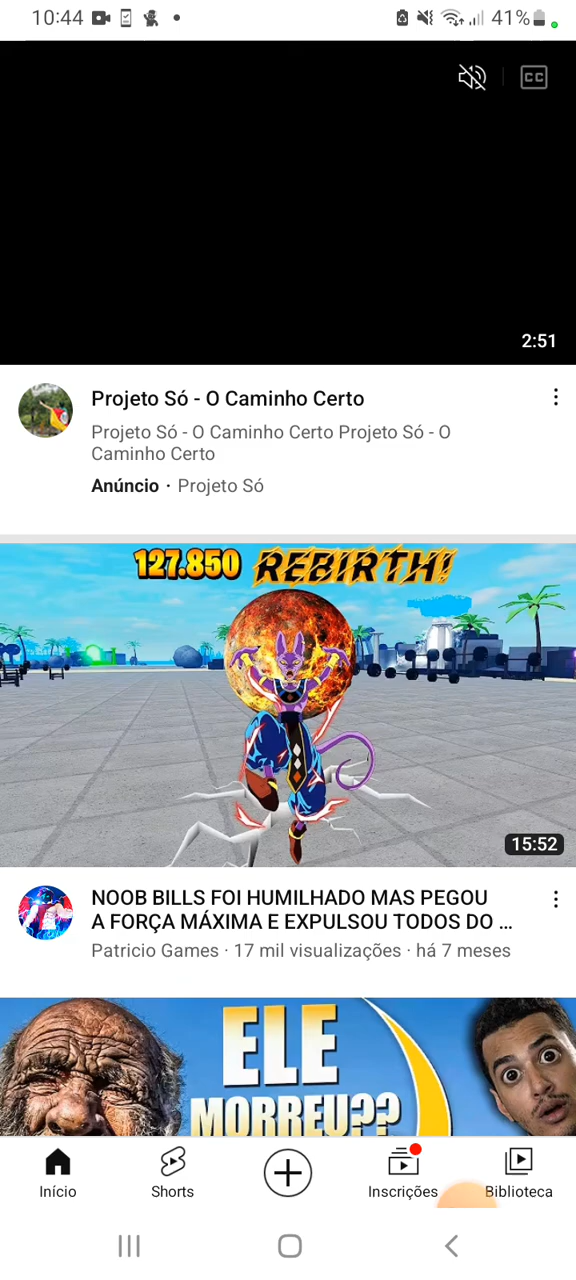 10:44
41%
CC
2:51
Projeto Só - O Caminho Certo
Projeto Só - O Caminho Certo Projeto Só - O
Caminho Certo
Anúncio · Projeto Só
127.850 REBIRTH!
15:52
NOOB BILLS FOI HUMILHADO MAS PEGOU
A FORÇA MÁXIMA E EXPULSOU TODOS DO ...
Patricio Games · 17 mil visualizações · há 7 meses
ELE
MORREU??
Início
Shorts
Inscrições
Biblioteca